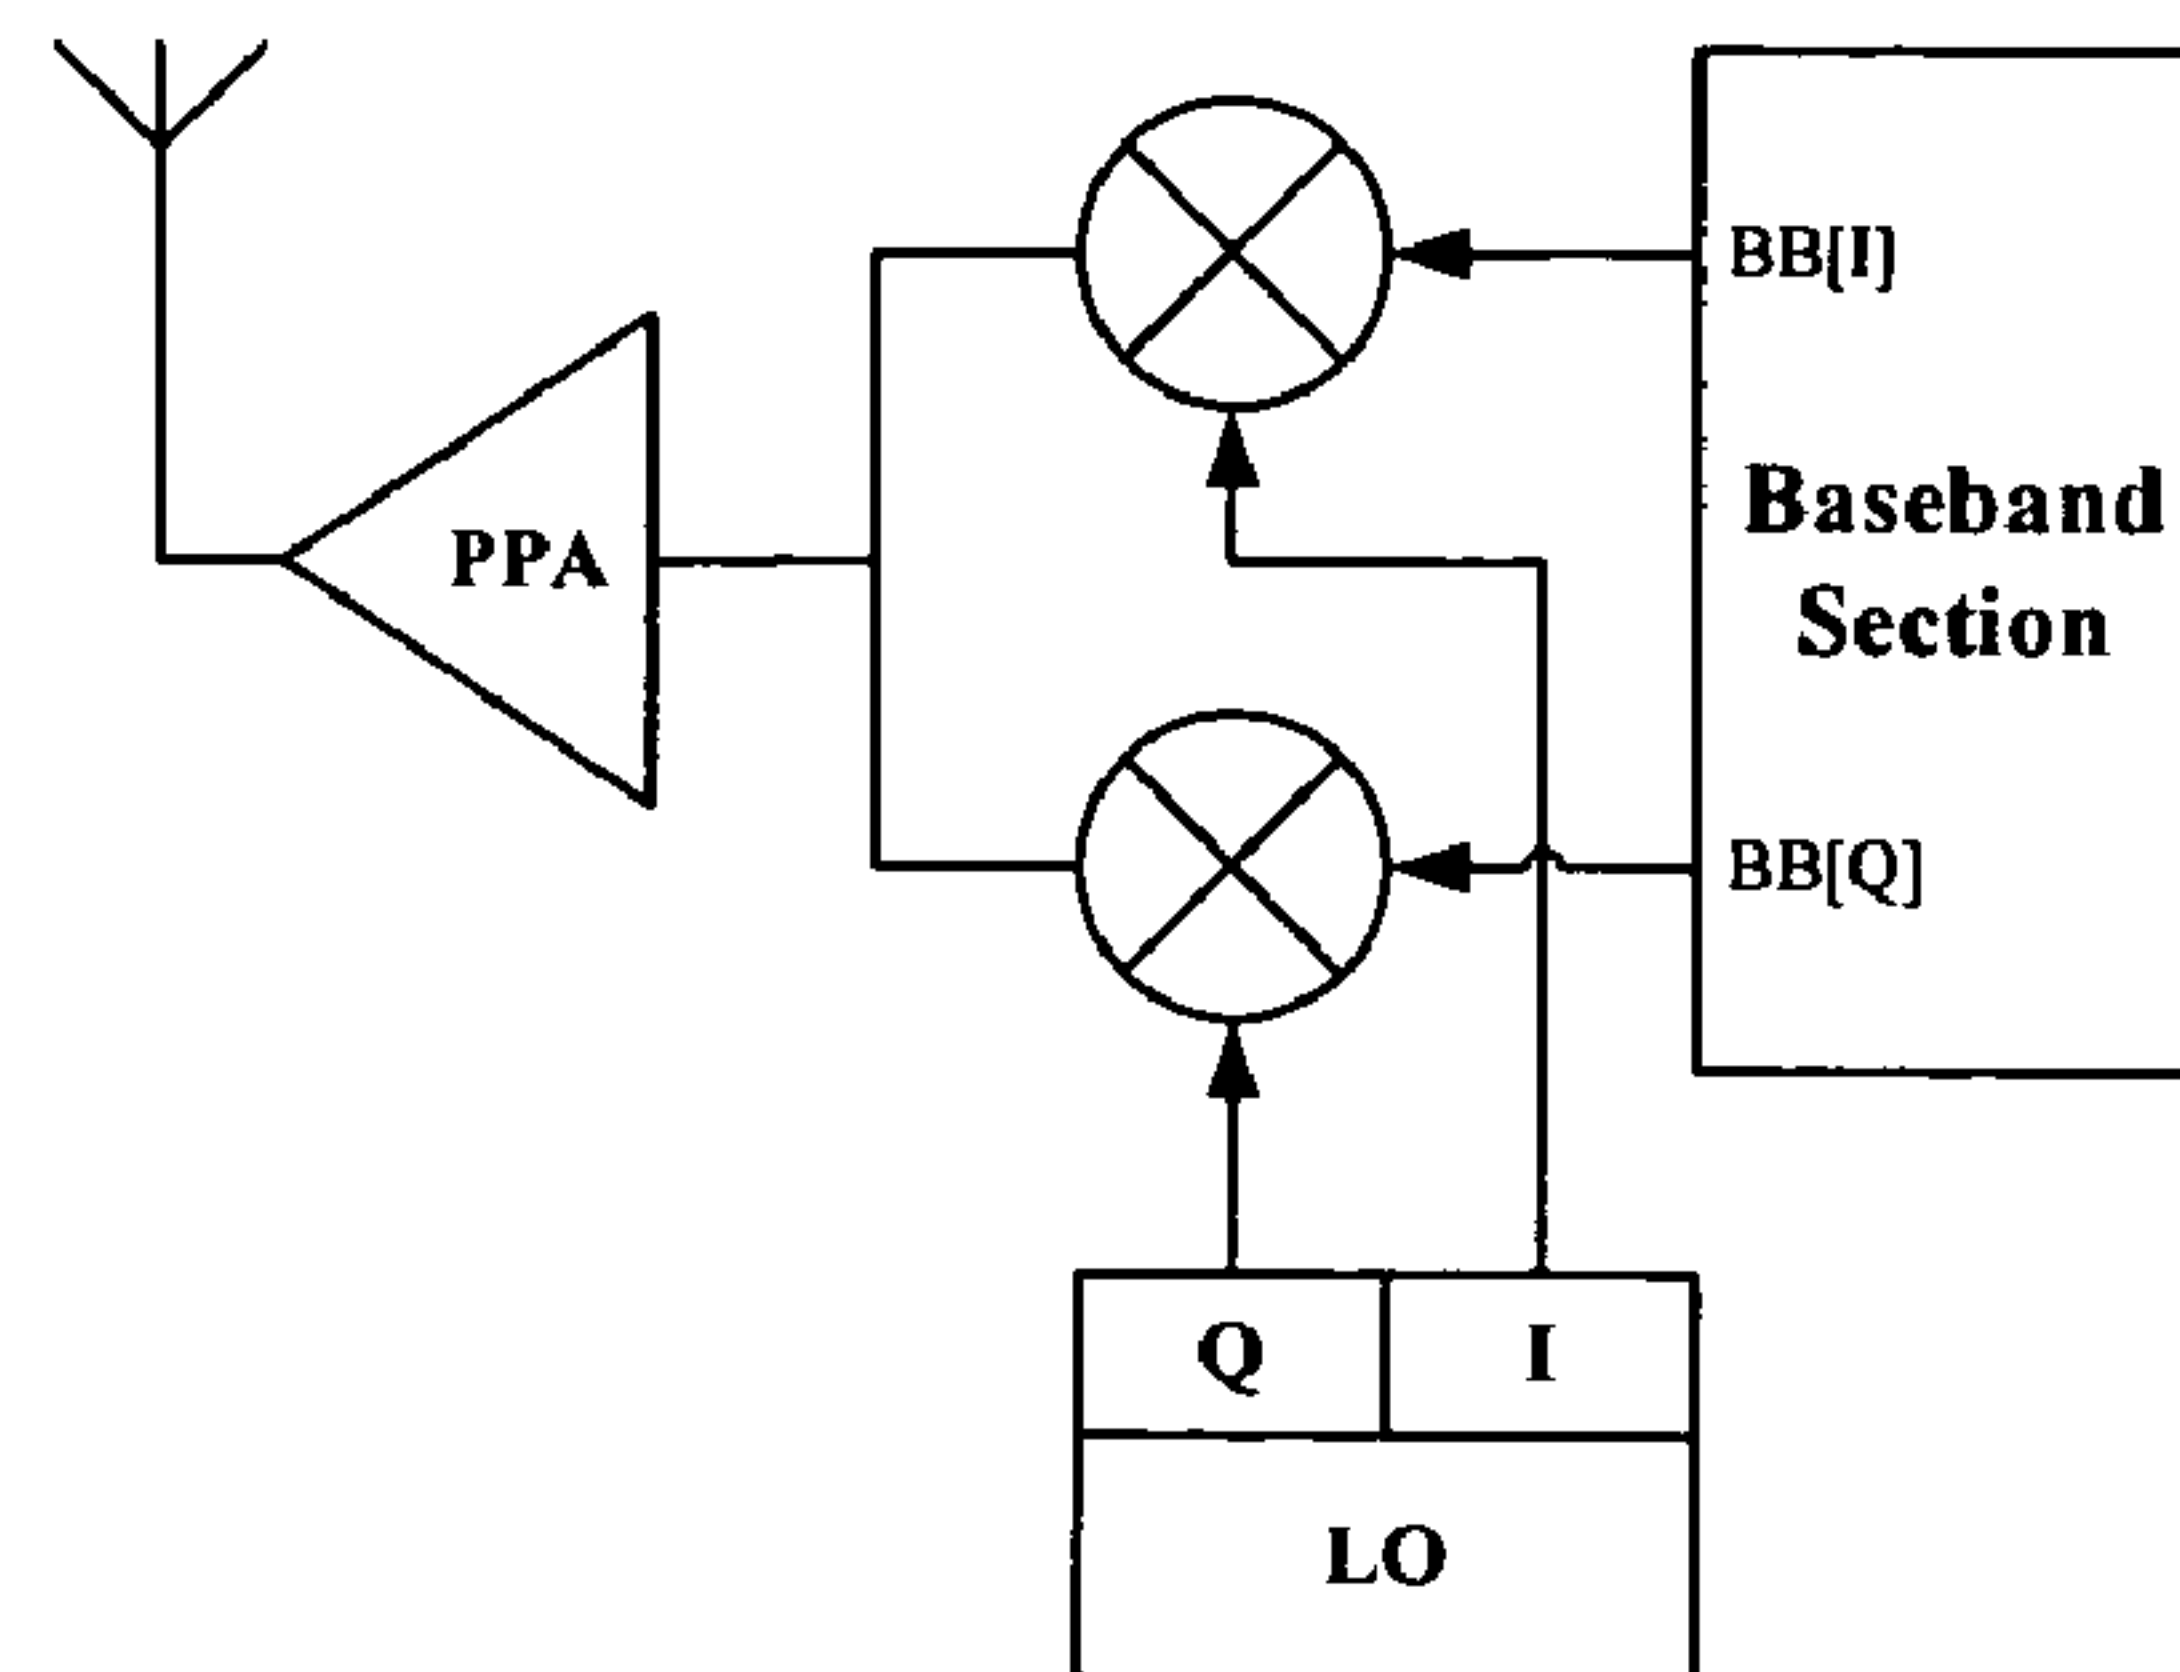 BB[I]
PPA
Baseband
Section
BB[Q]
Q
I
LO